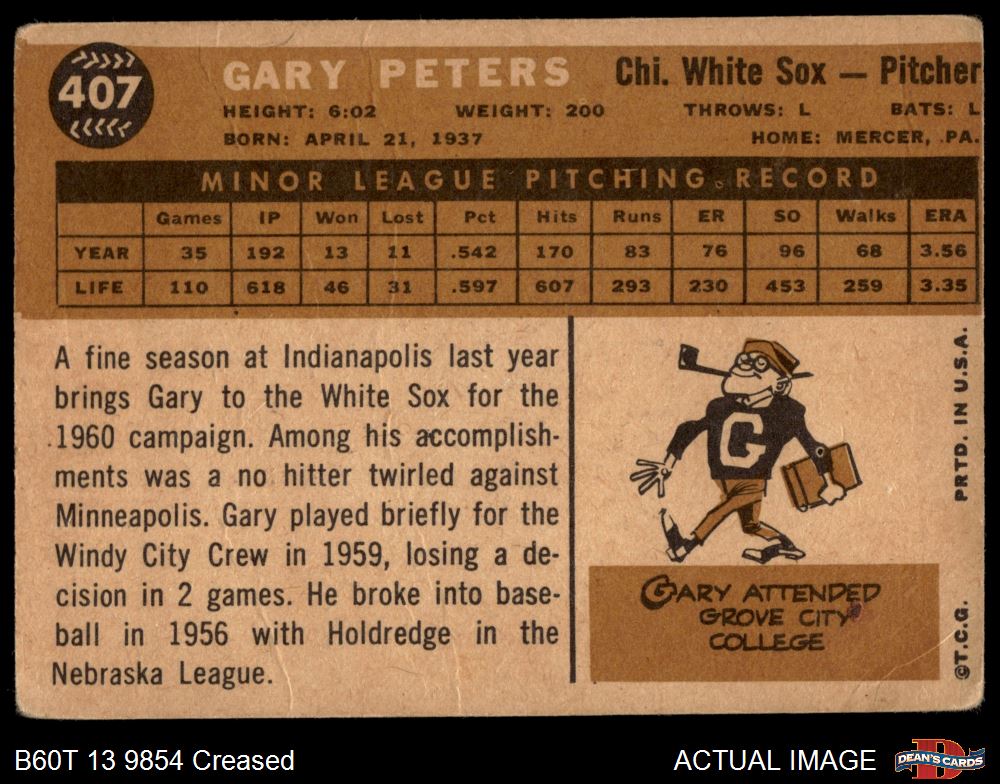 407
GARY PETERS Chi. White Sox — Pitcher
HEIGHT: 6:02 WEIGHT: 200 THROWS: L BATS: L
BORN: APRIL 21, 1937 HOME: MERCER, PA.
MINOR LEAGUE PITCHING RECORD
Games IP Won Lost Pct Hits Runs ER SO Walks ERA
YEAR 35 192 13 11 .542 170 83 76 96 68 3.56
LIFE 110 618 46 31 .597 607 293 230 453 259 3.35
A fine season at Indianapolis last year
brings Gary to the White Sox for the
1960 campaign. Among his accomplish-
ments was a no hitter twirled against
Minneapolis. Gary played briefly for the
Windy City Crew in 1959, losing a de-
cision in 2 games. He broke into base-
ball in 1956 with Holdredge in the
Nebraska League.
G
GARY ATTENDED
GROVE CITY
COLLEGE
©T.C.G. PRTD. IN U.S.A.
B60T 13 9854 Creased
ACTUAL IMAGE
DEAN'S CARDS